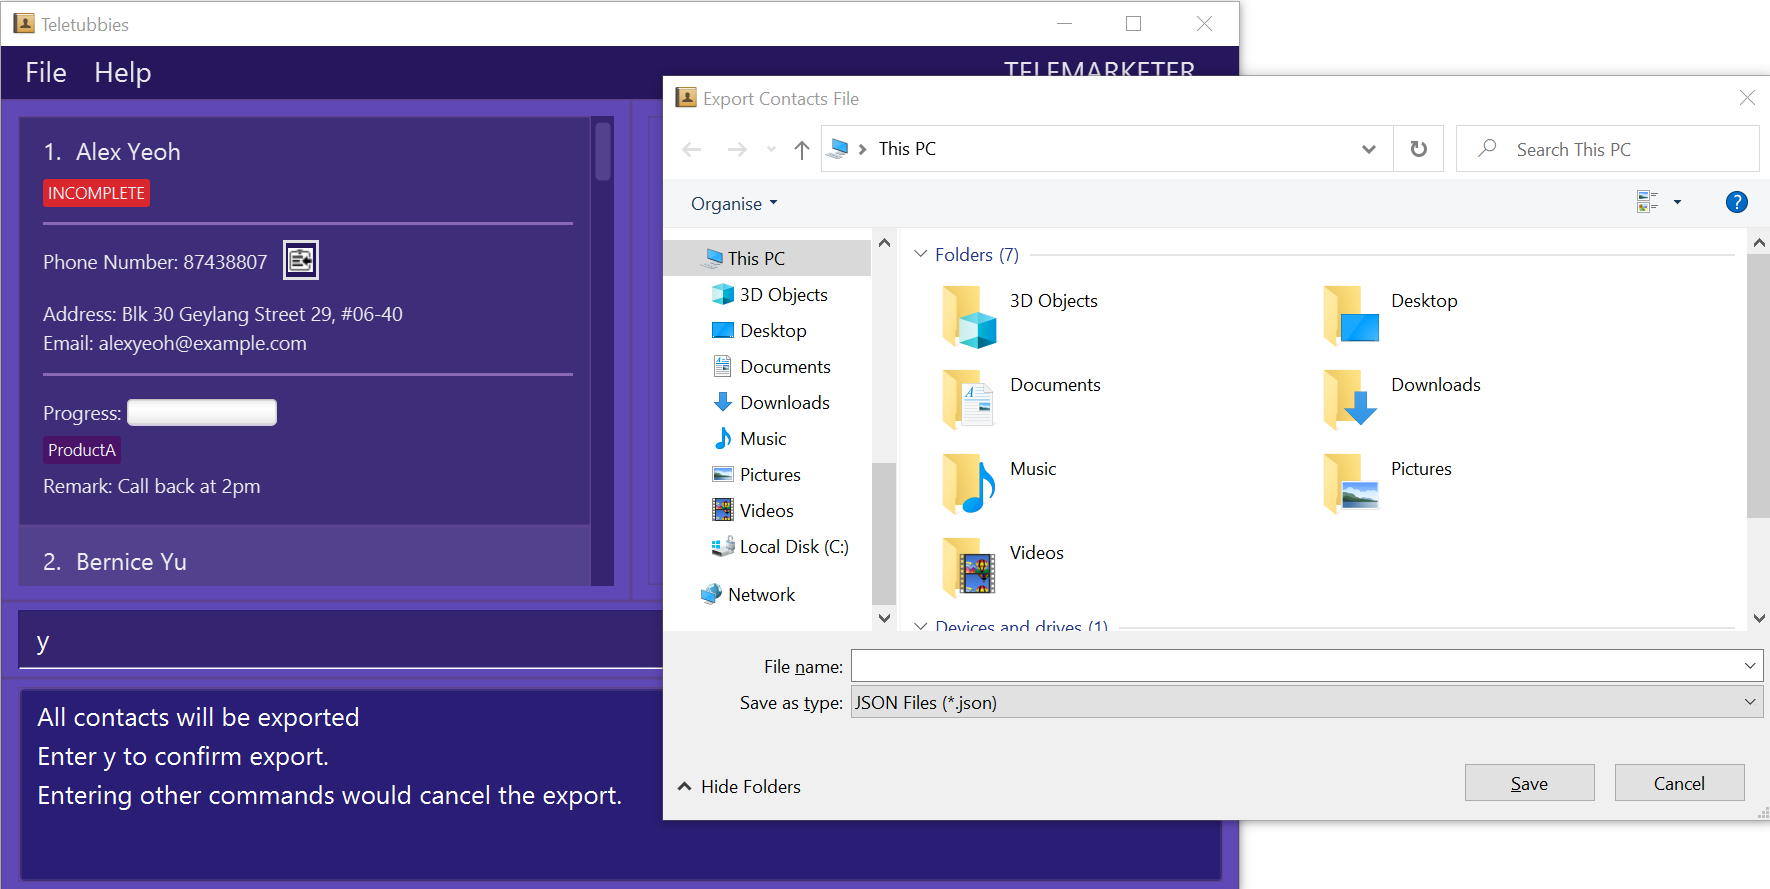 Teletubbies
File Help
TELEMARKETER
1. Alex Yeoh
INCOMPLETE
Phone Number: 87438807
Address: Blk 30 Geylang Street 29, #06-40
Email: alexyeoh@example.com
Progress:
ProductA
Remark: Call back at 2pm
2. Bernice Yu
y
All contacts will be exported
Enter y to confirm export.
Entering other commands would cancel the export.
Export Contacts File
This PC
Search This PC
Organise
?
This PC
3D Objects
Desktop
Documents
Downloads
Music
Pictures
Videos
Local Disk (C:)
Network
Folders (7)
3D Objects
Desktop
Documents
Downloads
Music
Pictures
Videos
Devices and drives (1)
File name:
Save as type: JSON Files (*.json)
Hide Folders
Save
Cancel